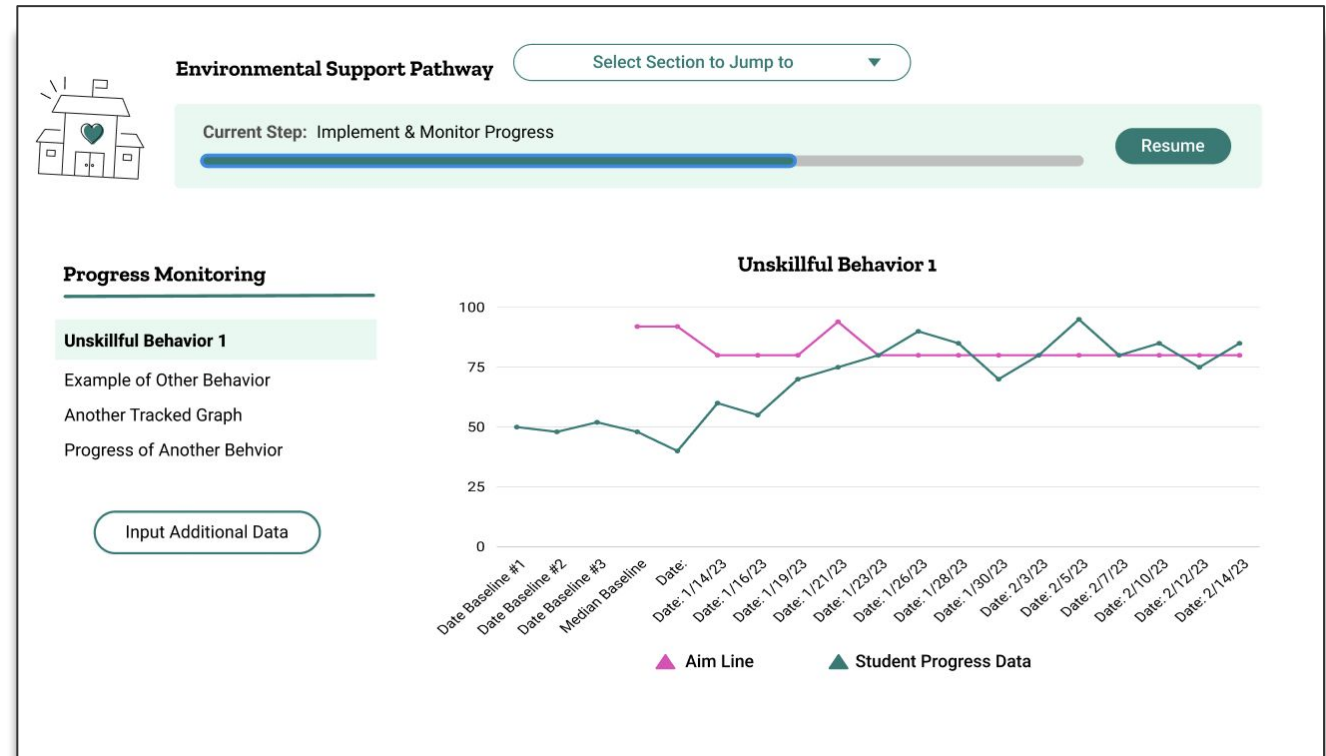 Environmental Support Pathway
Select Section to Jump to
Current Step: Implement & Monitor Progress
Resume
Progress Monitoring
Unskillful Behavior 1
Example of Other Behavior
Another Tracked Graph
Progress of Another Behvior
Input Additional Data
Unskillful Behavior 1
100
75
50
25
0
Date Baseline #1
Date Baseline #2
Date Baseline #3
Median Baseline
Date:
Date: 1/14/23
Date: 1/16/23
Date: 1/19/23
Date: 1/21/23
Date: 1/23/23
Date: 1/26/23
Date: 1/28/23
Date: 1/30/23
Date: 2/3/23
Date: 2/5/23
Date: 2/7/23
Date: 2/10/23
Date: 2/12/23
Date: 2/14/23
Aim Line
Student Progress Data